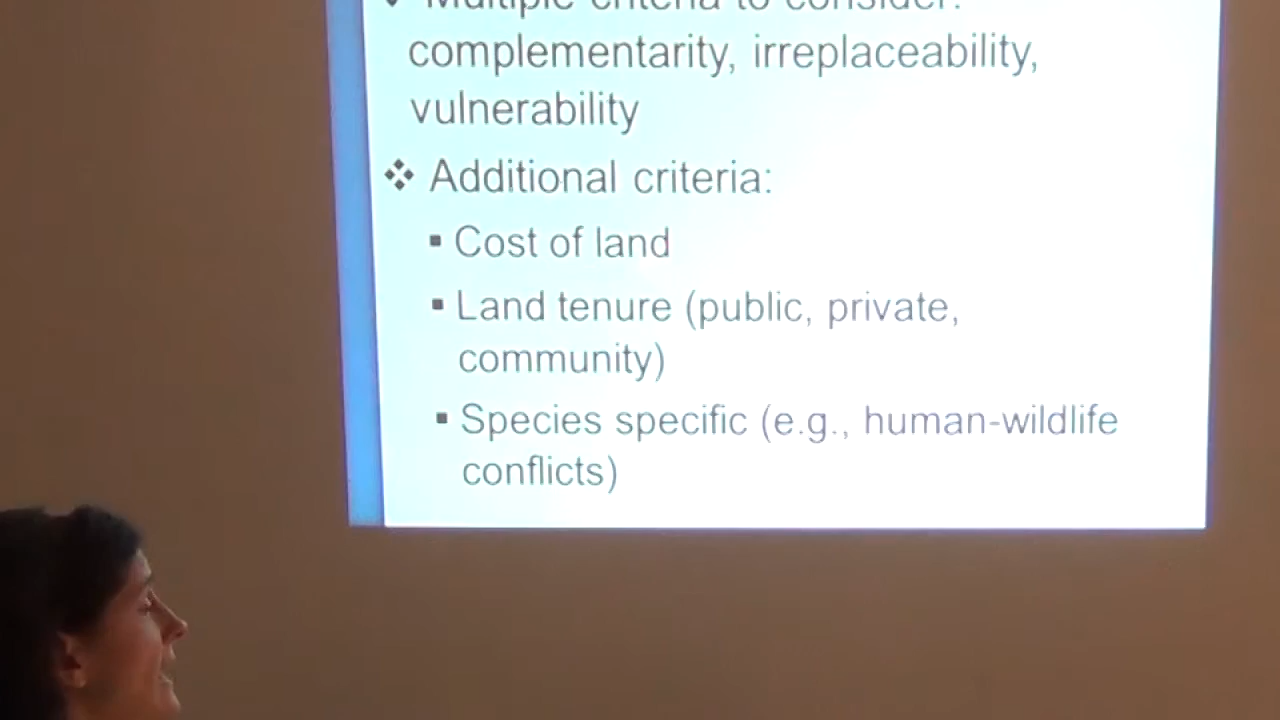 Multiple criteria to consider:
complementarity, irreplaceability,
vulnerability
❖ Additional criteria:
▪ Cost of land
▪ Land tenure (public, private,
community)
▪ Species specific (e.g., human-wildlife
conflicts)